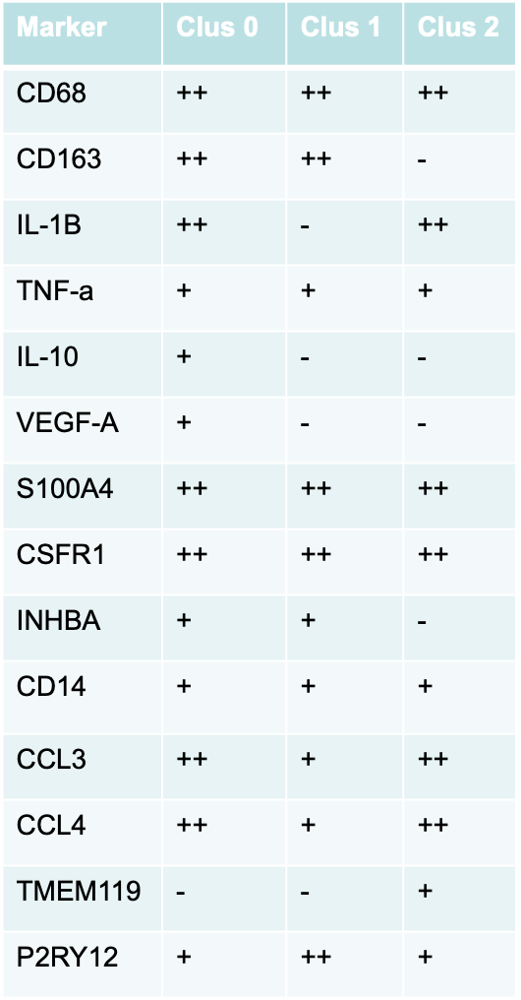 Marker Clus 0 Clus 1 Clus 2
CD68 ++ ++ ++
CD163 ++ ++ -
IL-1B ++ - ++
TNF-a + + +
IL-10 + - -
VEGF-A + - -
S100A4 ++ ++ ++
CSFR1 ++ ++ ++
INHBA + + -
CD14 + + +
CCL3 ++ + ++
CCL4 ++ + ++
TMEM119 - - +
P2RY12 + ++ +